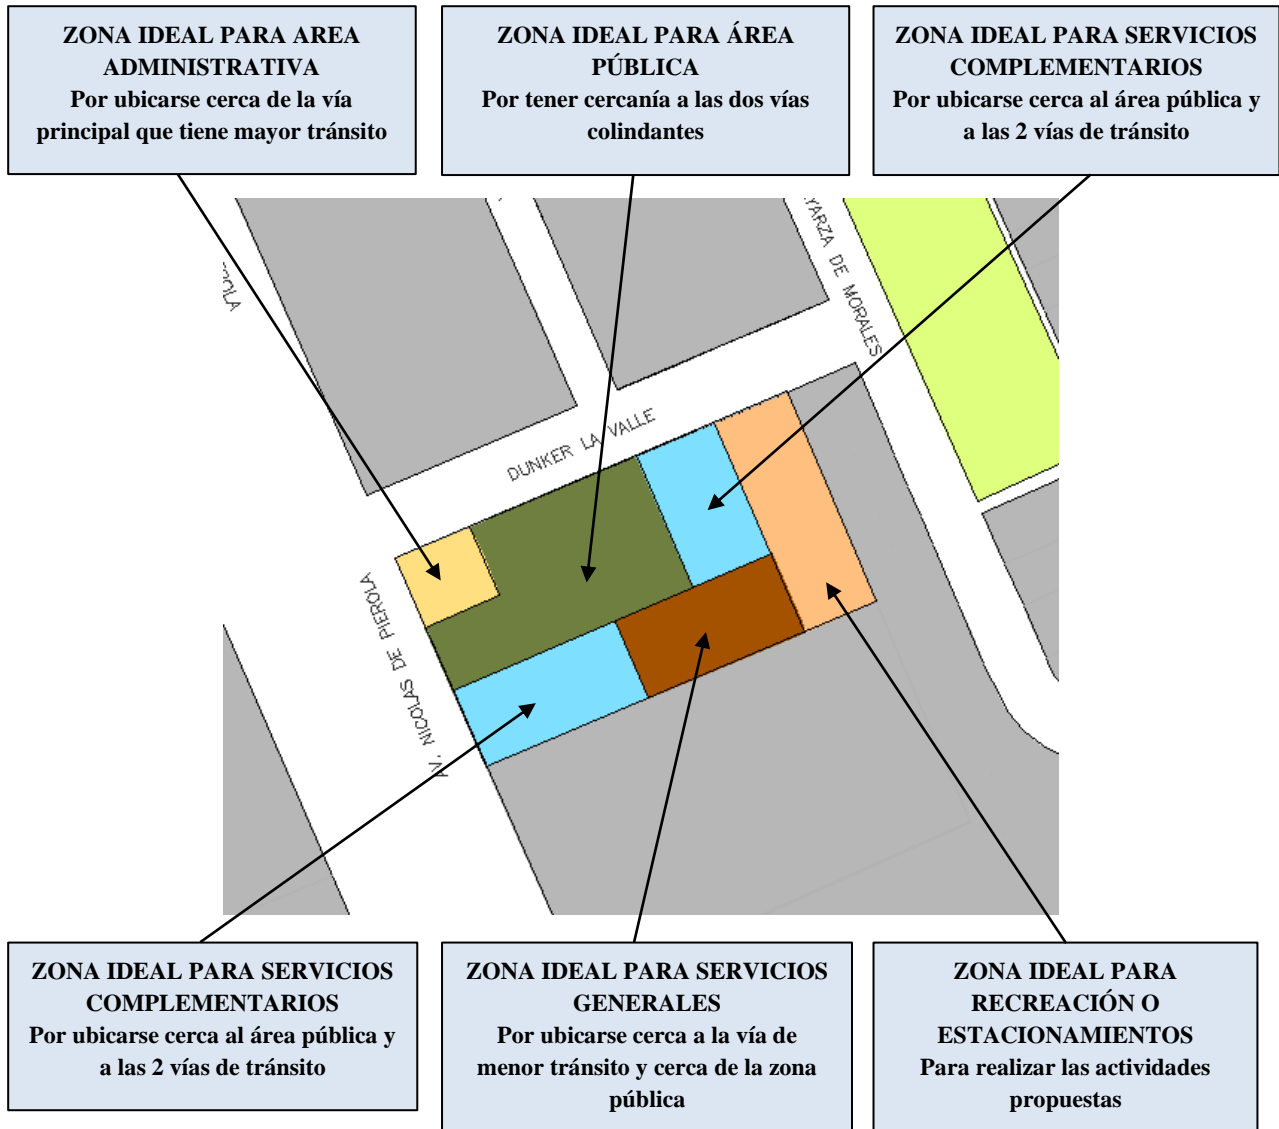 ZONA IDEAL PARA AREA
ADMINISTRATIVA
Por ubicarse cerca de la vía
principal que tiene mayor tránsito
ZONA IDEAL PARA ÁREA
PÚBLICA
Por tener cercanía a las dos vías
colindantes
ZONA IDEAL PARA SERVICIOS
COMPLEMENTARIOS
Por ubicarse cerca al área pública y
a las 2 vías de tránsito
YARZA DE MORALES
DUNKER LA VALLE
AV. NICOLAS DE PIEROLA
ZONA IDEAL PARA SERVICIOS
COMPLEMENTARIOS
Por ubicarse cerca al área pública y
a las 2 vías de tránsito
ZONA IDEAL PARA SERVICIOS
GENERALES
Por ubicarse cerca a la vía de
menor tránsito y cerca de la zona
pública
ZONA IDEAL PARA
RECREACIÓN O
ESTACIONAMIENTOS
Para realizar las actividades
propuestas